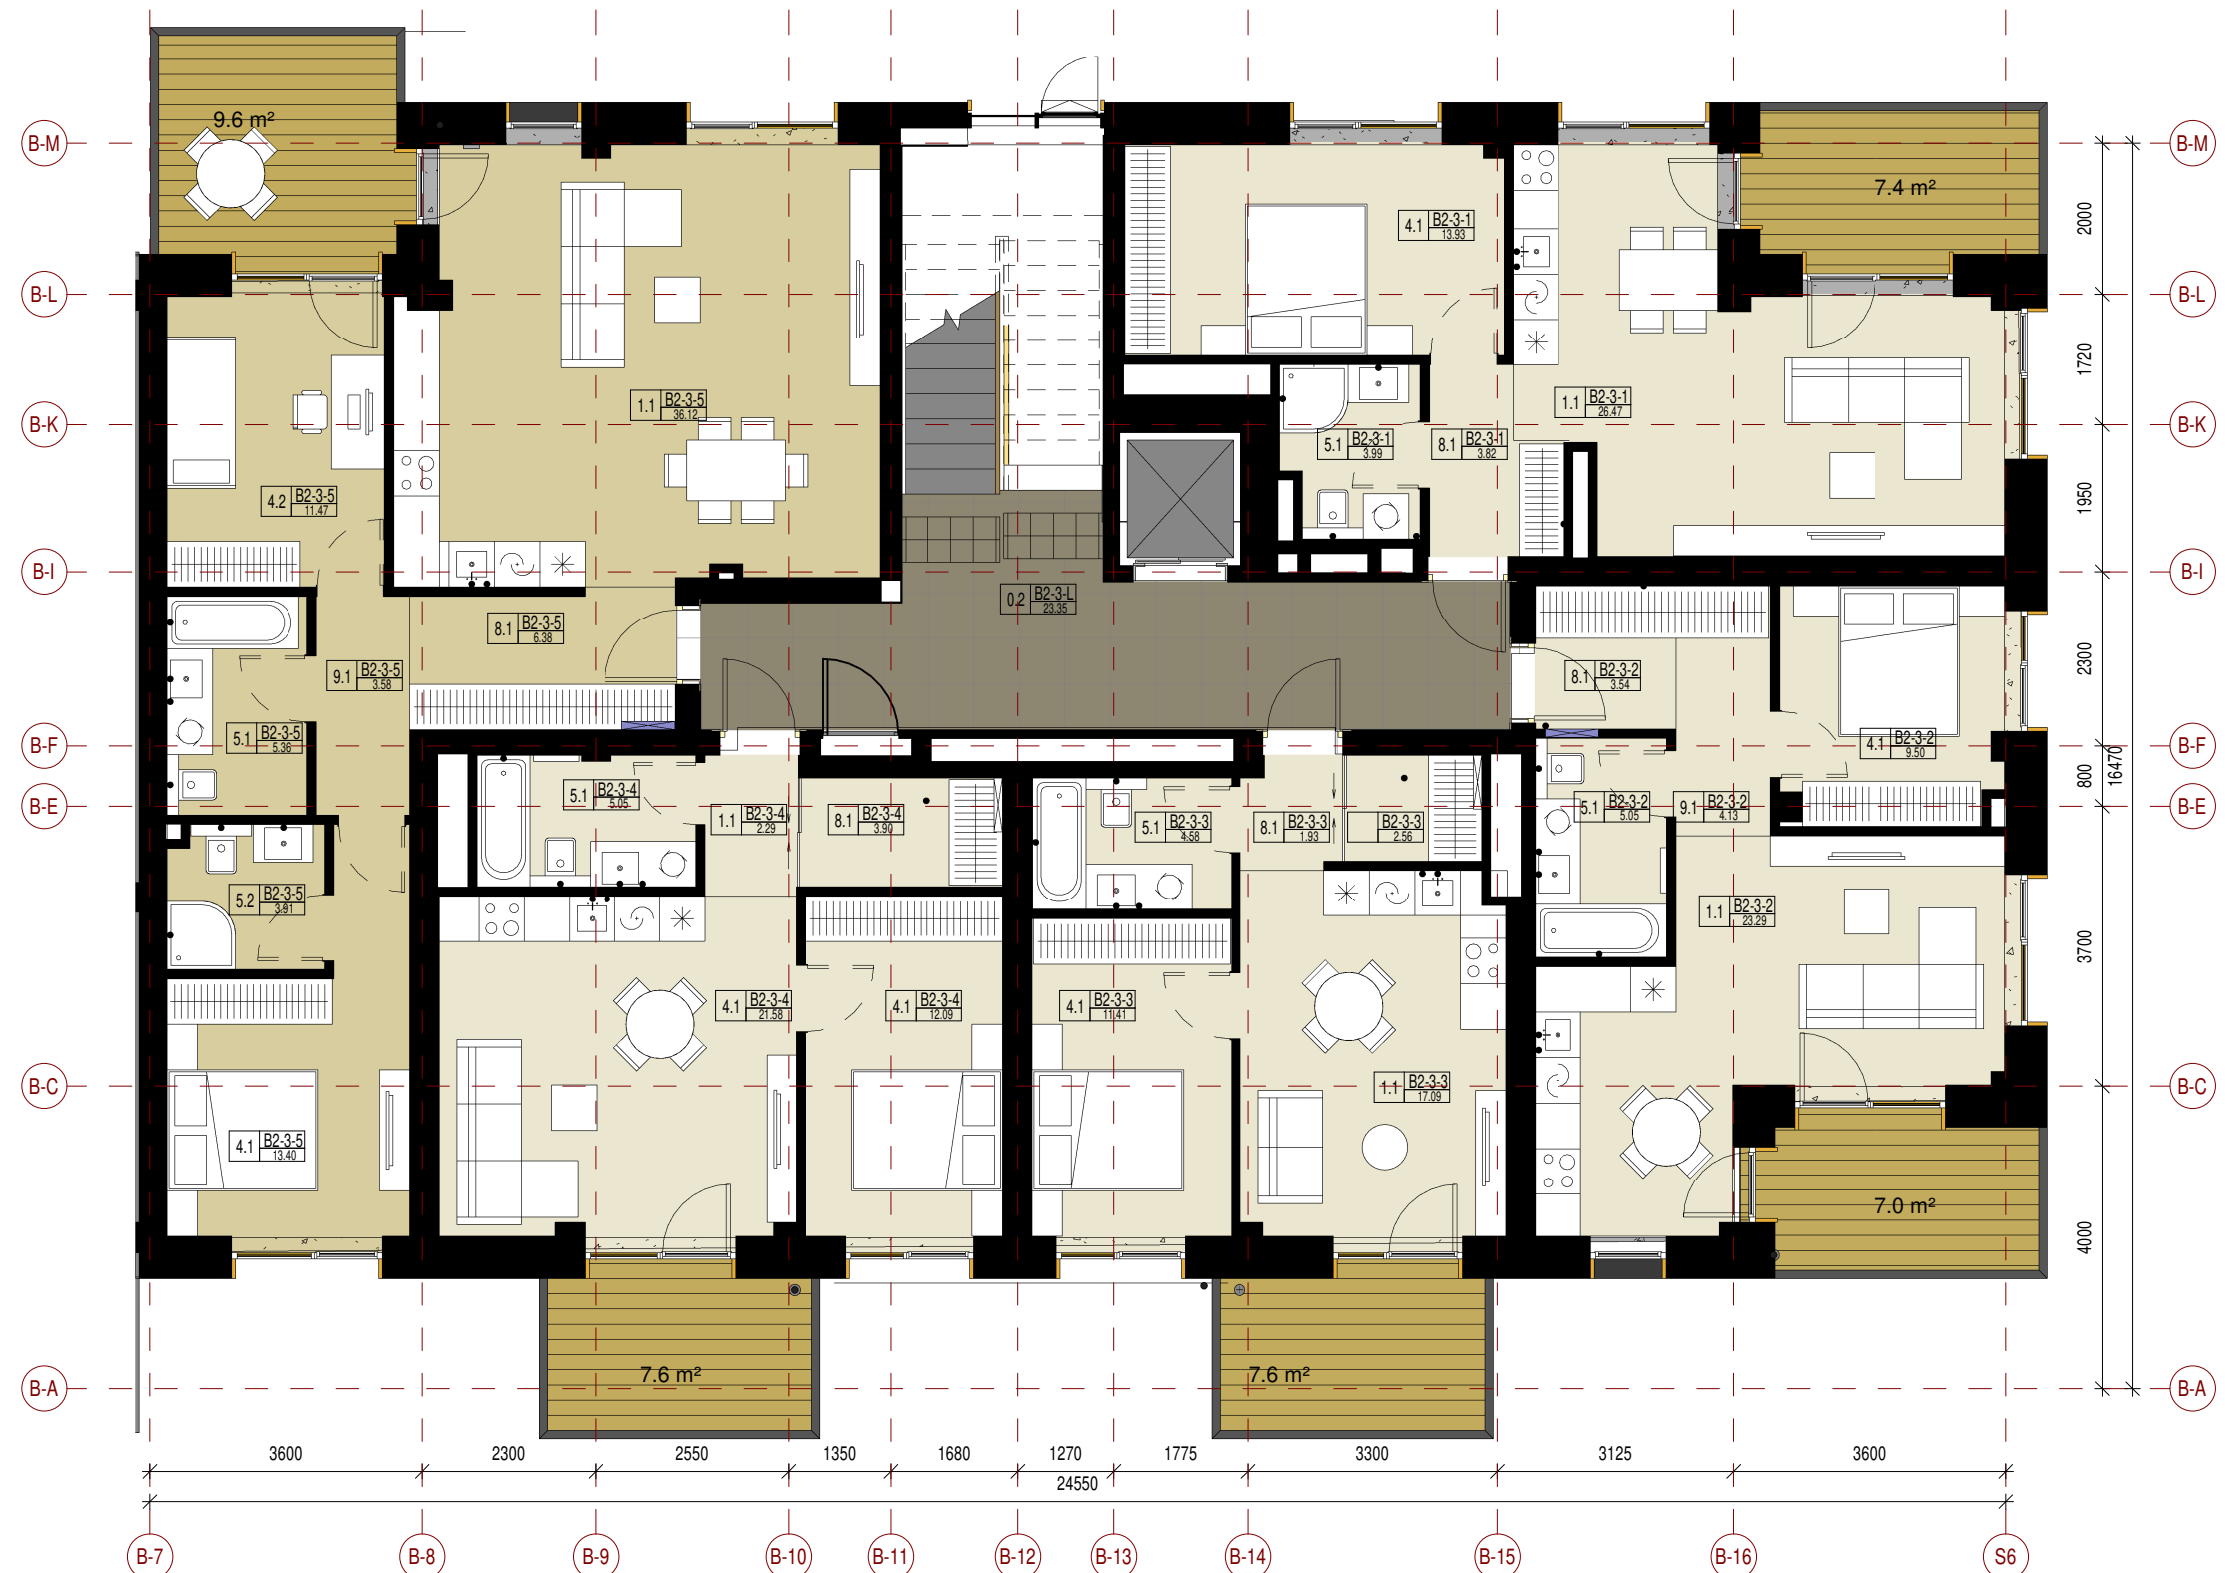 9.6 m²
B-M
B-M
7.4 m²
2000
4.1 B2-3-1
13.93
B-L
B-L
1720
1.1 B2-3-5
36.12
1.1 B2-3-1
26.47
B-K
B-K
5.1 B2-3-1
3.99
8.1 B2-3-1
3.82
4.2 B2-3-5
11.47
1950
B-I
B-I
0.2 B2-3-L
23.35
8.1 B2-3-5
6.38
2300
9.1 B2-3-5
3.58
8.1 B2-3-2
3.54
5.1 B2-3-5
5.36
4.1 B2-3-2
9.50
B-F
B-F
800
16470
5.1 B2-3-4
5.05
B-E
B-E
1.1 B2-3-4
2.29
8.1 B2-3-4
3.90
5.1 B2-3-3
4.58
8.1 B2-3-3
1.93
B2-3-3
2.56
5.1 B2-3-2
5.05
9.1 B2-3-2
4.13
5.2 B2-3-5
3.91
1.1 B2-3-2
23.29
3700
4.1 B2-3-4
21.58
4.1 B2-3-4
12.09
4.1 B2-3-3
11.41
B-C
B-C
1.1 B2-3-3
17.09
4.1 B2-3-5
13.40
7.0 m²
4000
7.6 m²
7.6 m²
B-A
B-A
3600
2300
2550
1350
1680
1270
1775
3300
3125
3600
24550
B-7
B-8
B-9
B-10
B-11
B-12
B-13
B-14
B-15
B-16
S6